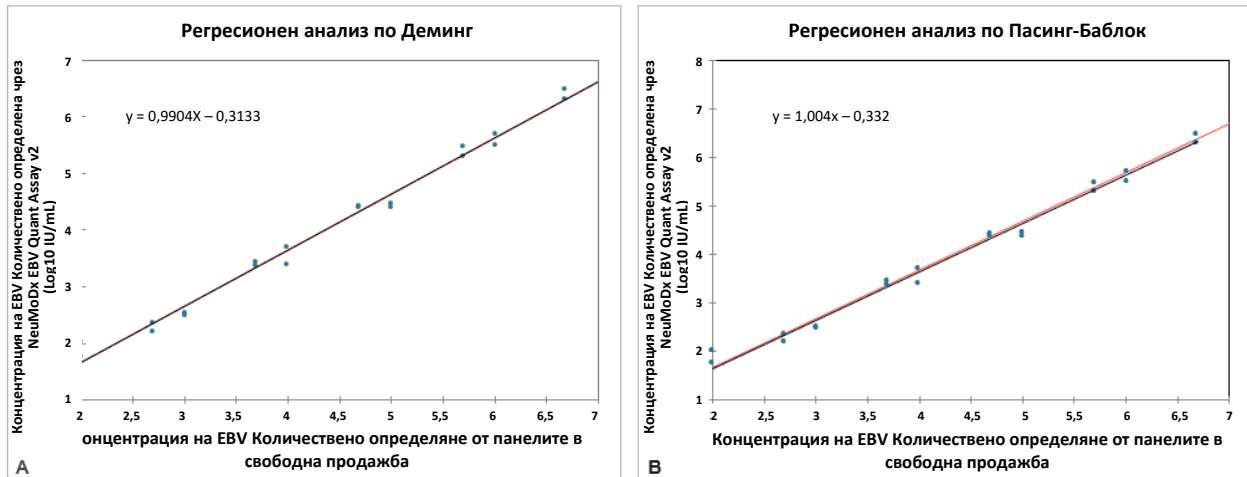 Регресионен анализ по Деминг
Концентрация на EBV Количествено определена чрез
NeuMoDx EBV Quant Assay v2
(Log10 IU/mL)
y = 0,9904X – 0,3133
7
6
5
4
3
2
1
2 2,5 3 3,5 4 4,5 5 5,5 6 6,5 7
онцентрация на EBV Количествено определяне от панелите в
свободна продажба
A
Регресионен анализ по Пасинг-Баблок
Концентрация на EBV Количествено определена чрез
NeuMoDx EBV Quant Assay v2
(Log10 IU/mL)
y = 1,004x – 0,332
8
7
6
5
4
3
2
1
2 2,5 3 3,5 4 4,5 5 5,5 6 6,5 7
Концентрация на EBV Количествено определяне от панелите в
свободна продажба
B